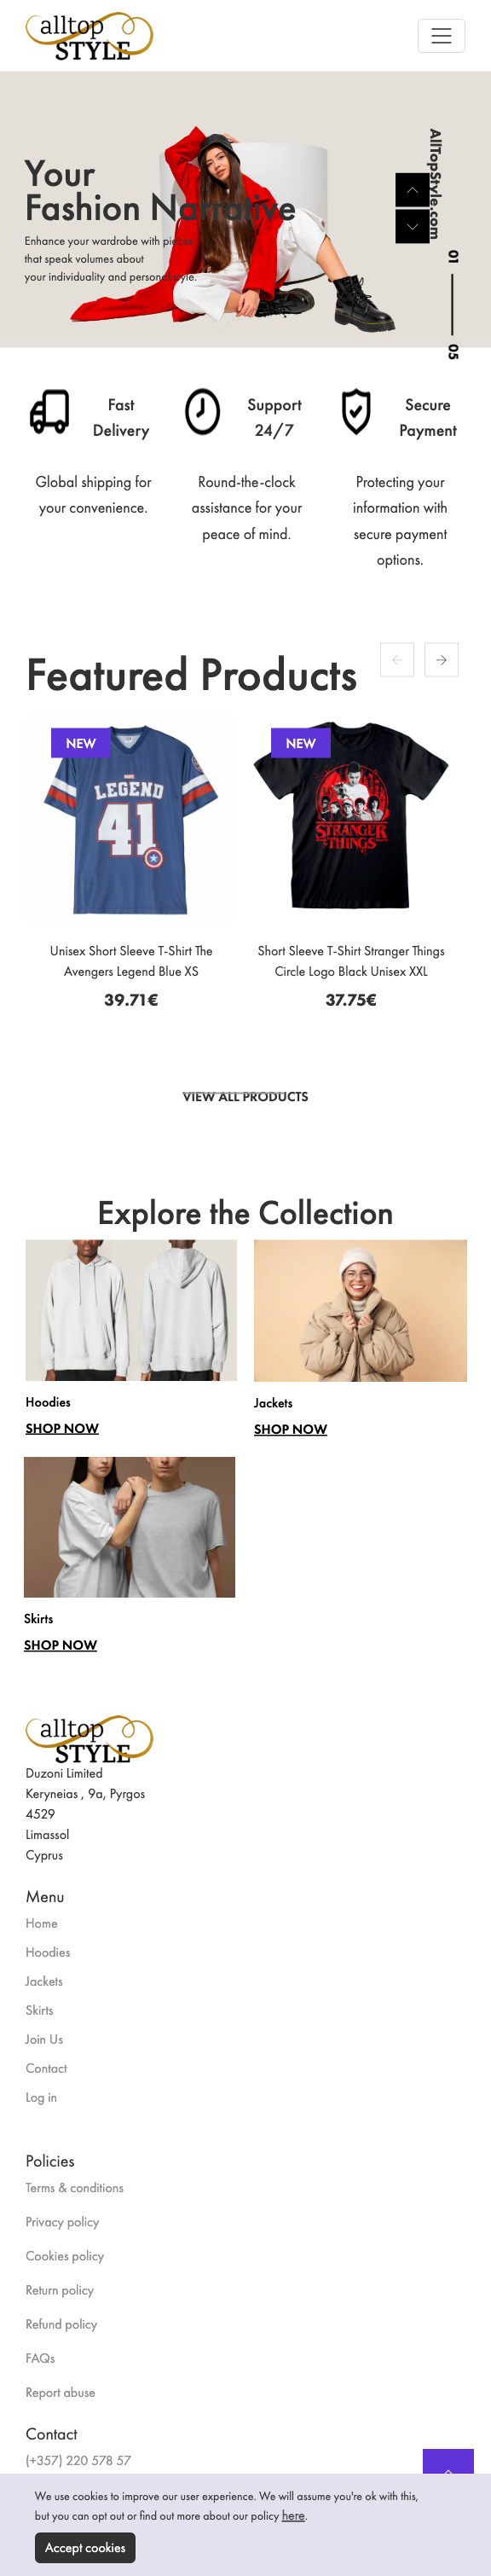 alltop
STYLE
Your
Fashion Narrative
Enhance your wardrobe with pieces
that speak volumes about
your individuality and personal style.
AllTopStyle.com
01
05
Fast
Delivery
Global shipping for
your convenience.
Support
24/7
Round-the-clock
assistance for your
peace of mind.
Secure
Payment
Protecting your
information with
secure payment
options.
Featured Products
NEW
MARVEL
LEGEND
41
Unisex Short Sleeve T-Shirt The
Avengers Legend Blue XS
39.71€
NEW
STRANGER
THINGS
Short Sleeve T-Shirt Stranger Things
Circle Logo Black Unisex XXL
37.75€
VIEW ALL PRODUCTS
Explore the Collection
Hoodies
SHOP NOW
Jackets
SHOP NOW
Skirts
SHOP NOW
alltop
STYLE
Duzoni Limited
Keryneias , 9a, Pyrgos
4529
Limassol
Cyprus
Menu
Home
Hoodies
Jackets
Skirts
Join Us
Contact
Log in
Policies
Terms & conditions
Privacy policy
Cookies policy
Return policy
Refund policy
FAQs
Report abuse
Contact
(+357) 220 578 57
We use cookies to improve our user experience. We will assume you're ok with this,
but you can opt out or find out more about our policy here.
Accept cookies